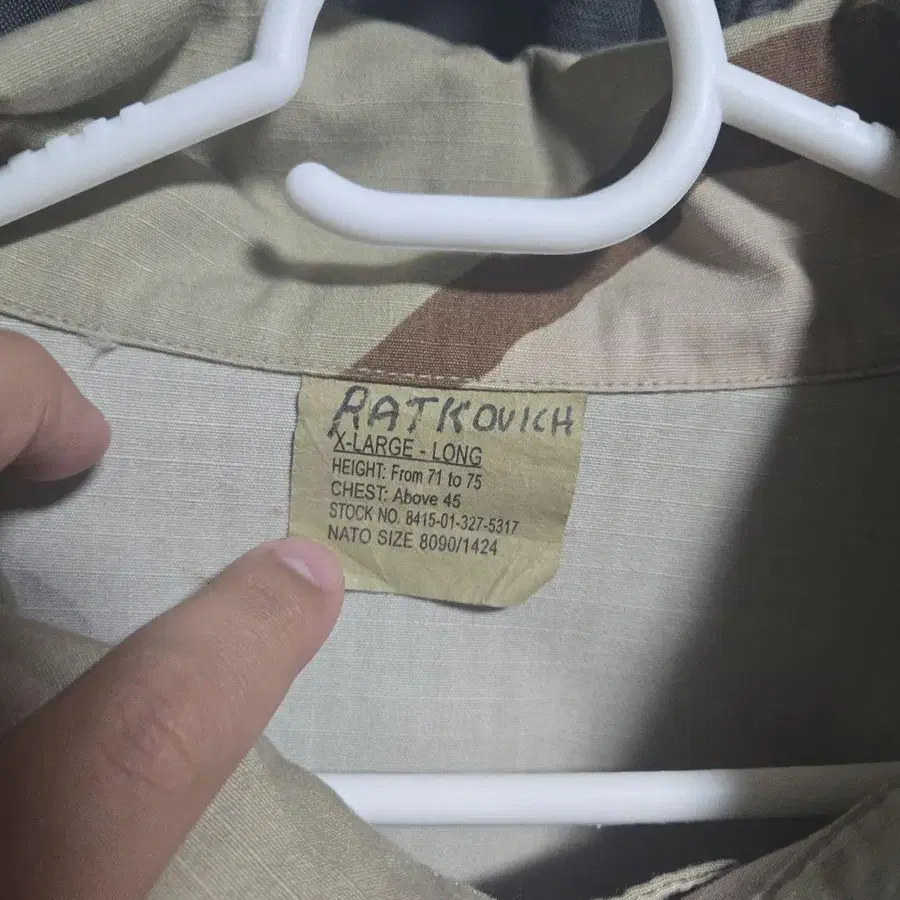 RATKOVICH
X-LARGE - LONG
HEIGHT: From 71 to 75
CHEST: Above 45
STOCK NO. 8415-01-327-5317
NATO SIZE 8090/1424